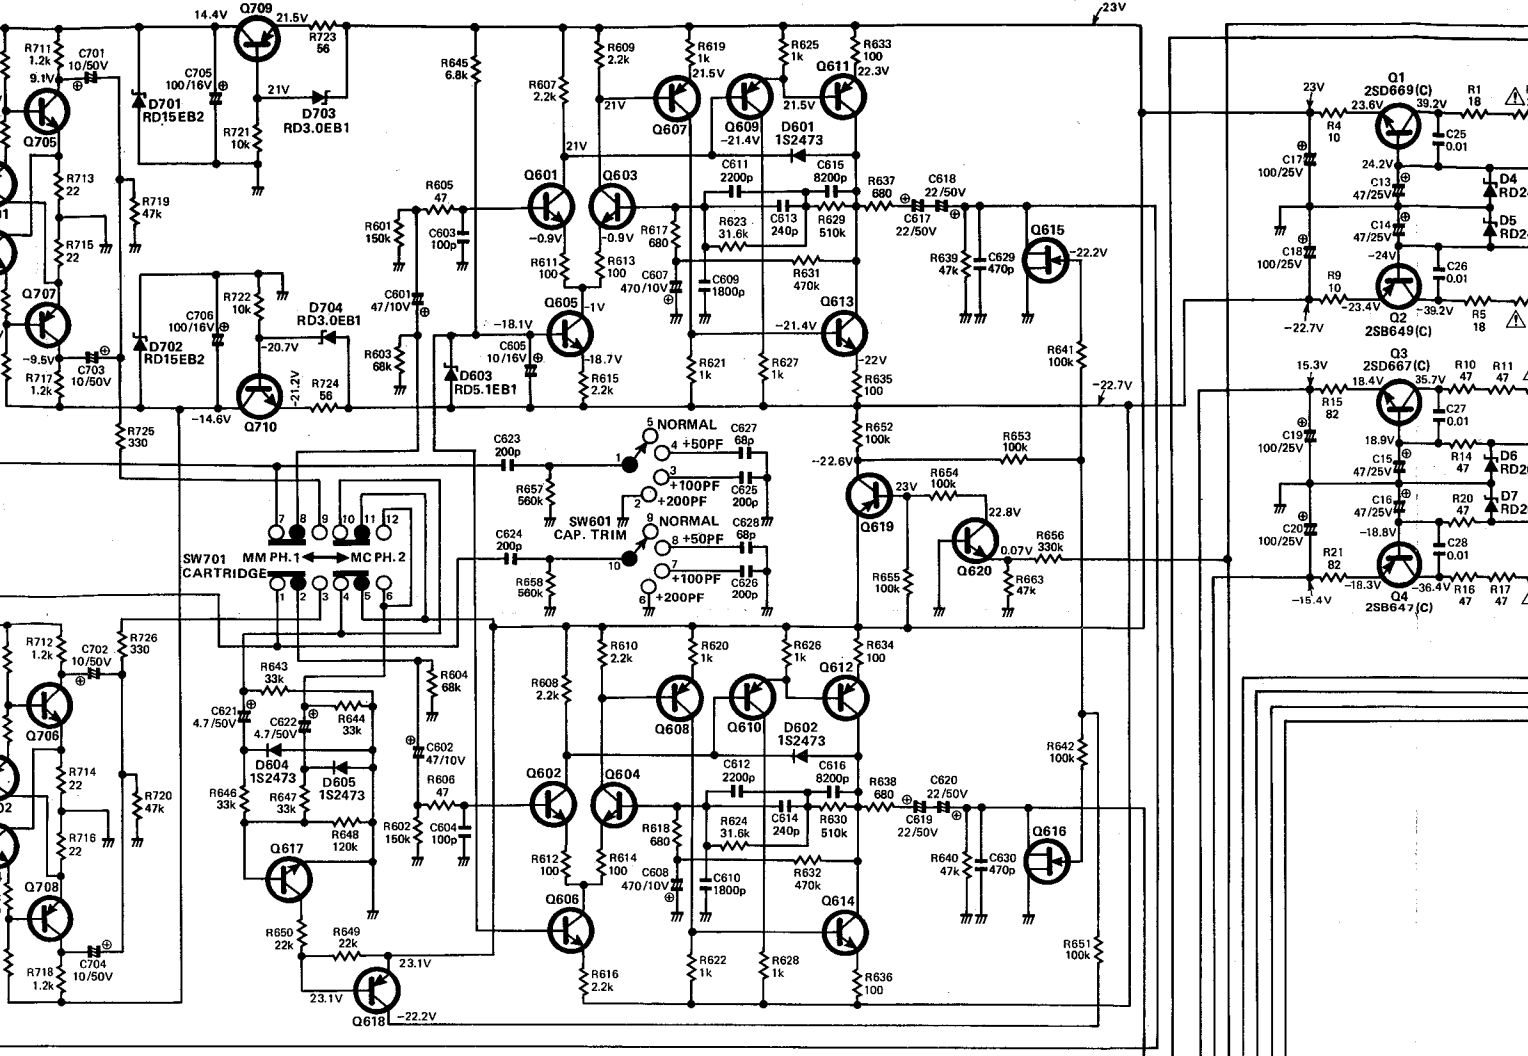 Q709
14.4V
21.5V
R723
56
23V
R711
1.2k
C701
10/50V
9.1V
C705
100/16V
21V
D701
RD15EB2
D703
RD3.0EB1
R721
10k
Q705
R713
22
R719
47k
R715
22
Q707
-9.5V
R717
1.2k
C703
10/50V
R722
10k
D704
RD3.0EB1
C706
100/16V
D702
RD15EB2
-20.7V
-21.2V
R724
56
-14.6V
Q710
R725
330
R645
6.8k
R607
2.2k
R609
2.2k
R619
1k
R625
1k
R633
100
Q611
22.3V
21.5V
21V
21.5V
Q607
Q609
-21.4V
D601
1S2473
21V
Q601
Q603
R605
47
R601
150k
C603
100p
-0.9V
-0.9V
R611
100
R613
100
C611
2200p
C615
8200p
R637
680
C618
22/50V
C617
22/50V
R617
680
R623
31.6k
C613
240p
R629
510k
R631
470k
C607
470/10V
C609
1800p
R639
47k
C629
470p
Q615
-22.2V
C601
47/10V
Q605
-1V
-18.1V
C605
10/16V
-18.7V
R603
68k
D603
RD5.1EB1
R615
2.2k
R621
1k
R627
1k
Q613
-21.4V
-22V
R635
100
R641
100k
-22.7V
C623
200p
5 NORMAL
4 +50PF
C627
68p
1
3
+100PF
C625
200p
2 +200PF
R657
560k
SW601
CAP. TRIM
C624
200p
9 NORMAL
8 +50PF
C628
68p
10
7
+100PF
C626
200p
6 +200PF
R658
560k
R652
100k
R653
100k
-22.6V
R654
100k
23V
Q619
22.8V
0.07V
R656
330k
Q620
R655
100k
R663
47k
7 8 9 10 11 12
SW701
CARTRIDGE
MM PH.1 MC PH.2
1 2 3 4 5 6
Q1
2SD669(C)
23V
23.6V
39.2V
R1
18
R4
10
C25
0.01
C17
100/25V
24.2V
C13
47/25V
D4
D5
C14
47/25V
C18
100/25V
-24V
C26
0.01
R9
10
-23.4V
-39.2V
-22.7V
Q2
2SB649(C)
R5
18
Q3
2SD667(C)
15.3V
18.4V
35.7V
R10
47
R11
47
R15
82
C27
0.01
C19
100/25V
18.9V
C15
47/25V
R14
47
D6
C16
47/25V
R20
47
D7
C20
100/25V
-18.8V
C28
0.01
R21
82
-18.3V
-36.4V
-15.4V
Q4
2SB647(C)
R16
47
R17
47
R712
1.2k
C702
10/50V
R726
330
Q706
R714
22
R720
47k
R716
22
Q708
C704
10/50V
R718
1.2k
R643
33k
R604
68k
C621
4.7/50V
C622
4.7/50V
R644
33k
D604
1S2473
D605
1S2473
R646
33k
R647
33k
R648
120k
Q617
R650
22k
R649
22k
23.1V
23.1V
Q618
-22.2V
C602
47/10V
R606
47
R602
150k
C604
100p
R608
2.2k
R610
2.2k
R620
1k
R626
1k
R634
100
Q612
Q608
Q610
D602
1S2473
Q602
Q604
C612
2200p
C616
8200p
R638
680
C620
22/50V
C619
22/50V
R618
680
R624
31.6k
C614
240p
R630
510k
R612
100
R614
100
R632
470k
C608
470/10V
C610
1800p
R640
47k
C630
470p
Q616
R642
100k
Q606
R616
2.2k
R622
1k
R628
1k
Q614
R636
100
R651
100k